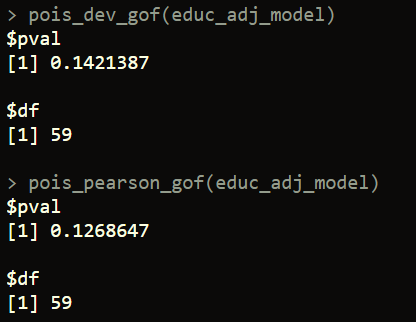 > pois_dev_gof(educ_adj_model)
$pval
[1] 0.1421387
$df
[1] 59
> pois_pearson_gof(educ_adj_model)
$pval
[1] 0.1268647
$df
[1] 59